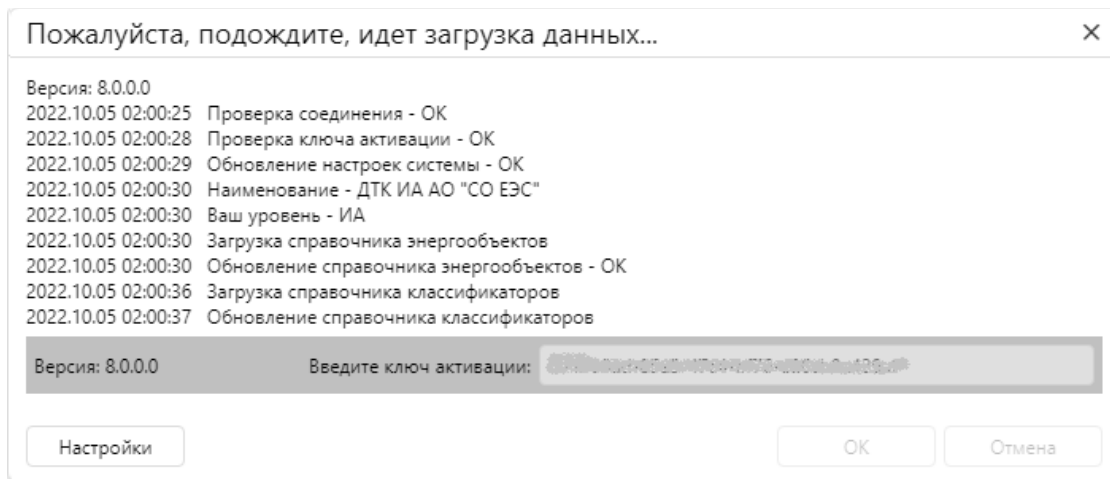 Пожалуйста, подождите, идет загрузка данных...
Версия: 8.0.0.0
2022.10.05 02:00:25 Проверка соединения - ОК
2022.10.05 02:00:28 Проверка ключа активации - ОК
2022.10.05 02:00:29 Обновление настроек системы - ОК
2022.10.05 02:00:30 Наименование - ДТК ИА АО "СО ЕЭС"
2022.10.05 02:00:30 Ваш уровень - ИА
2022.10.05 02:00:30 Загрузка справочника энергообъектов
2022.10.05 02:00:30 Обновление справочника энергообъектов - ОК
2022.10.05 02:00:36 Загрузка справочника классификаторов
2022.10.05 02:00:37 Обновление справочника классификаторов
Версия: 8.0.0.0 Введите ключ активации:
Настройки ОК Отмена